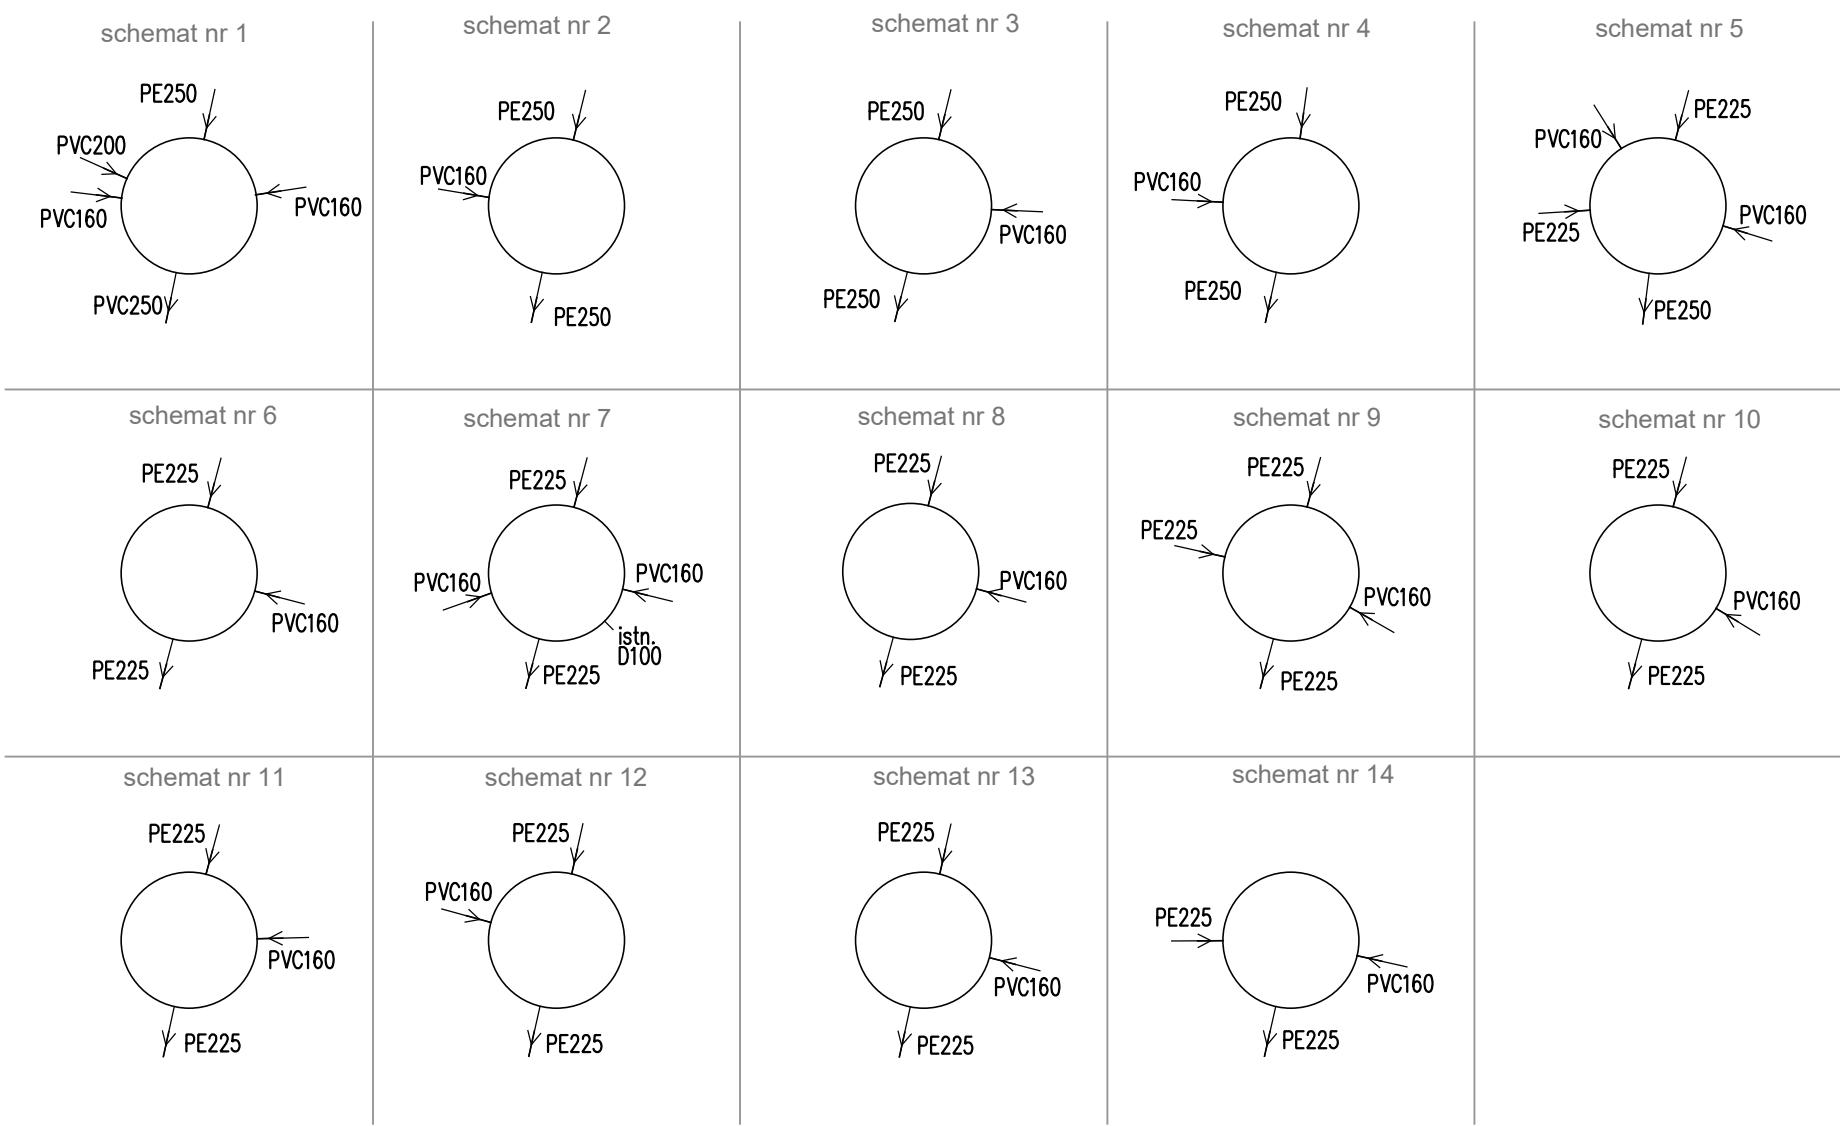 schemat nr 1
PE250
PVC200
PVC160
PVC160
PVC250
schemat nr 2
PE250
PVC160
PE250
schemat nr 3
PE250
PVC160
PE250
schemat nr 4
PE250
PVC160
PE250
schemat nr 5
PE225
PVC160
PVC160
PE225
PE250
schemat nr 6
PE225
PVC160
PE225
schemat nr 7
PE225
PVC160
PVC160
istn.
D100
PE225
schemat nr 8
PE225
PVC160
PE225
schemat nr 9
PE225
PE225
PVC160
PE225
schemat nr 10
PE225
PVC160
PE225
schemat nr 11
PE225
PVC160
PE225
schemat nr 12
PE225
PVC160
PE225
schemat nr 13
PE225
PVC160
PE225
schemat nr 14
PE225
PVC160
PE225